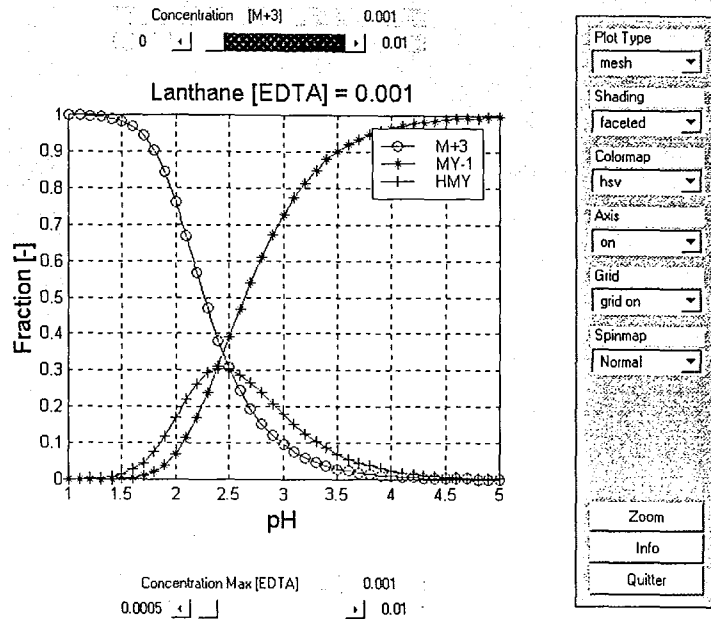 Concentration [M+3] 0.001
0 0.01
Lanthane [EDTA] = 0.001
1
0.9
0.8
0.7
0.6
0.5
0.4
0.3
0.2
0.1
0
Fraction [-]
M+3
MY-1
HMY
1 1.5 2 2.5 3 3.5 4 4.5 5
pH
Concentration Max [EDTA] 0.001
0.0005 0.01
Plot Type
mesh
Shading
faceted
Colormap
hsv
Axis
on
Grid
grid on
Spinmap
Normal
Zoom
Info
Quitter